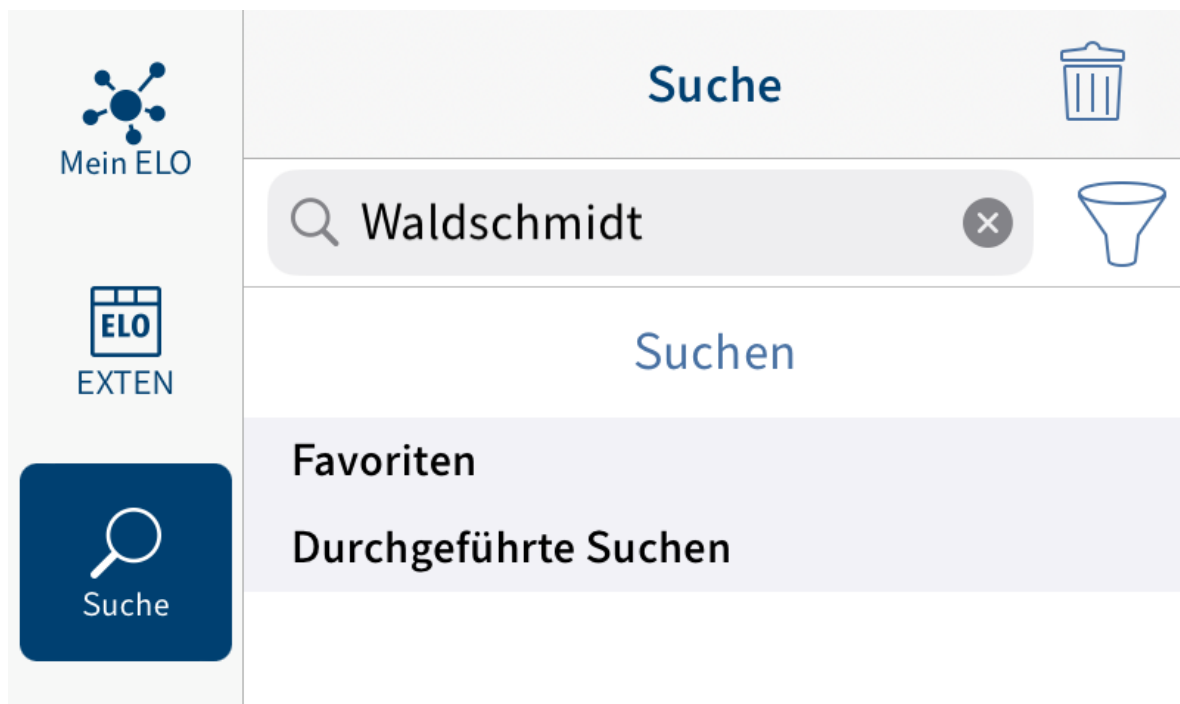 Mein ELO
ELO
EXTEN
Suche
Suche
Waldschmidt
Suchen
Favoriten
Durchgeführte Suchen